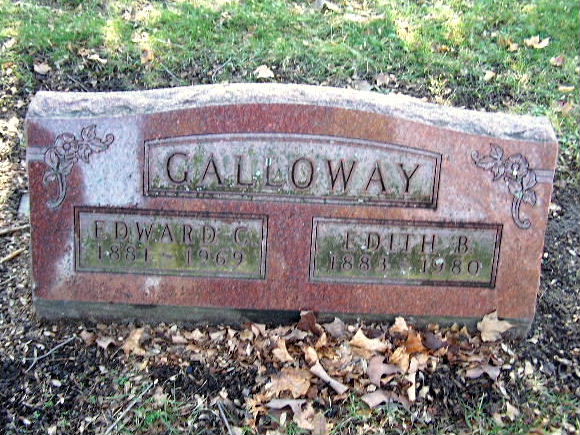 GALLOWAY
EDWARD C.
1881 - 1969
EDITH B.
1883 - 1980